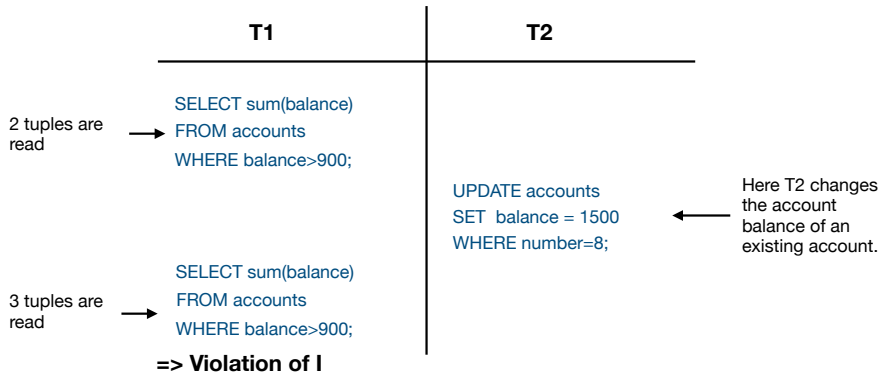 T1
T2
2 tuples are
read
SELECT sum(balance)
FROM accounts
WHERE balance>900;
UPDATE accounts
SET balance = 1500
WHERE number=8;
Here T2 changes
the account
balance of an
existing account.
3 tuples are
read
SELECT sum(balance)
FROM accounts
WHERE balance>900;
=> Violation of I